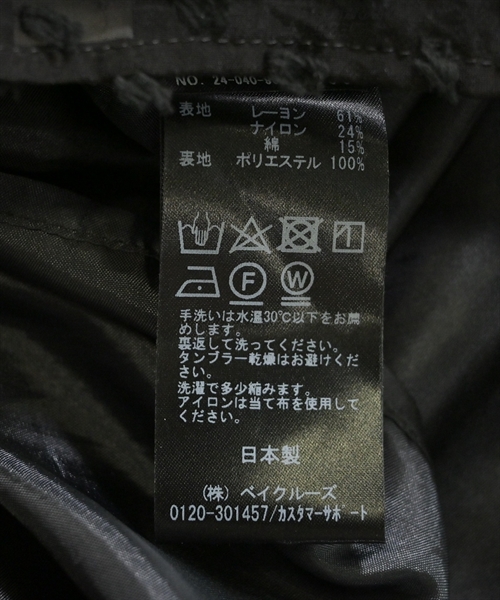 NO. 24-040-
表地 レーヨン 61%
ナイロン 24%
綿 15%
裏地 ポリエステル 100%
F W
手洗いは水温30℃以下をお薦
めします。
裏返して洗ってください。
タンブラー乾燥はお避けくだ
さい。
洗濯で多少縮みます。
アイロンは当て布を使用して
ください。
日本製
(株) ベイクルーズ
0120-301457/カスタマーサポート